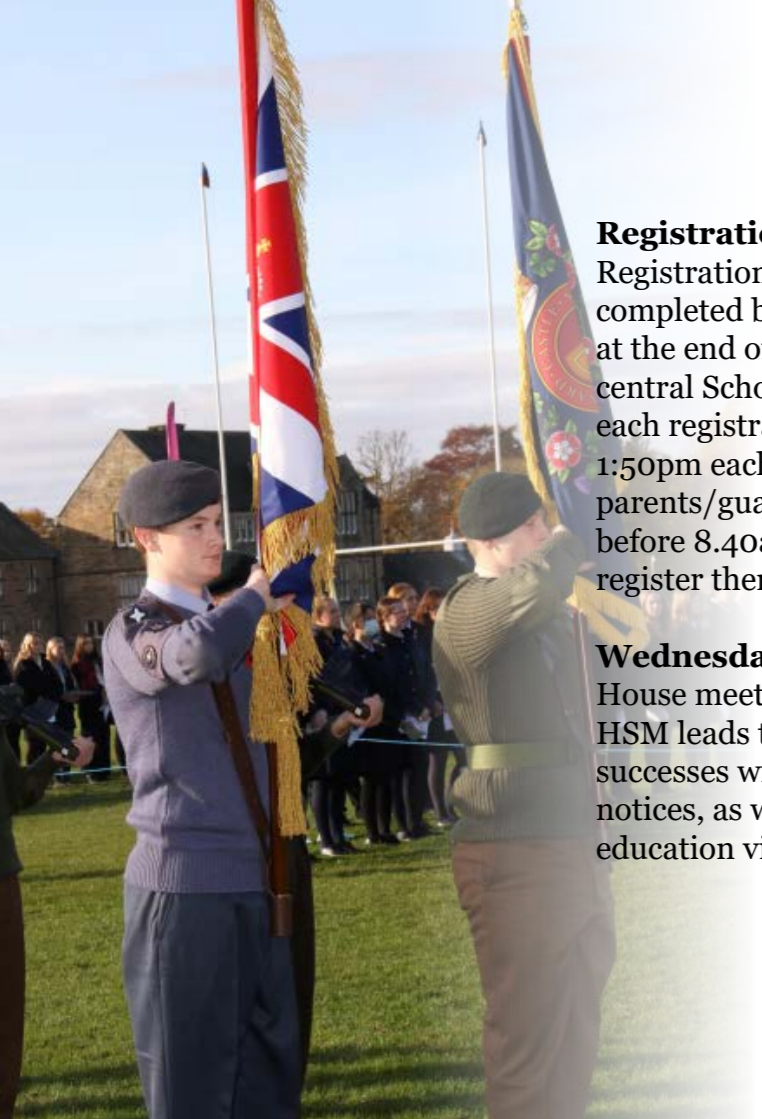 Registratio
Registration
completed b
at the end o
central Scho
each registra
1:50pm each
parents/gua
before 8.40a
register ther
Wednesda
House meet
HSM leads t
successes w
notices, as w
education vi